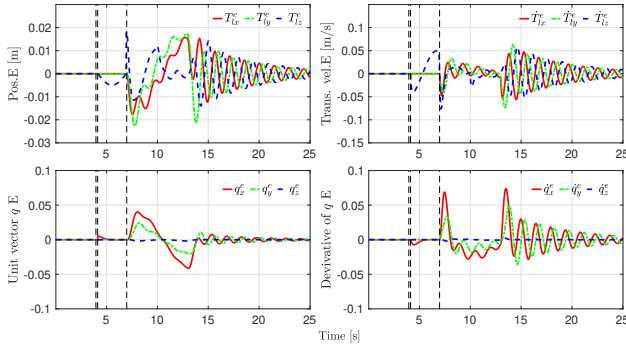 T^e_{lx} T^e_{ly} T^e_{lz}
Pos.E [m]
0.03
0.02
0.01
0
-0.01
-0.02
-0.03
5 10 15 20 25
Ṫ^e_{lx} Ṫ^e_{ly} Ṫ^e_{lz}
Trans. vel.E [m/s]
0.15
0.1
0.05
0
-0.05
-0.1
-0.15
5 10 15 20 25
q^e_x q^e_y q^e_z
Unit vector q E
0.1
0.05
0
-0.05
-0.1
5 10 15 20 25
q̇^e_x q̇^e_y q̇^e_z
Devivative of q E
0.1
0.05
0
-0.05
-0.1
5 10 15 20 25
Time [s]